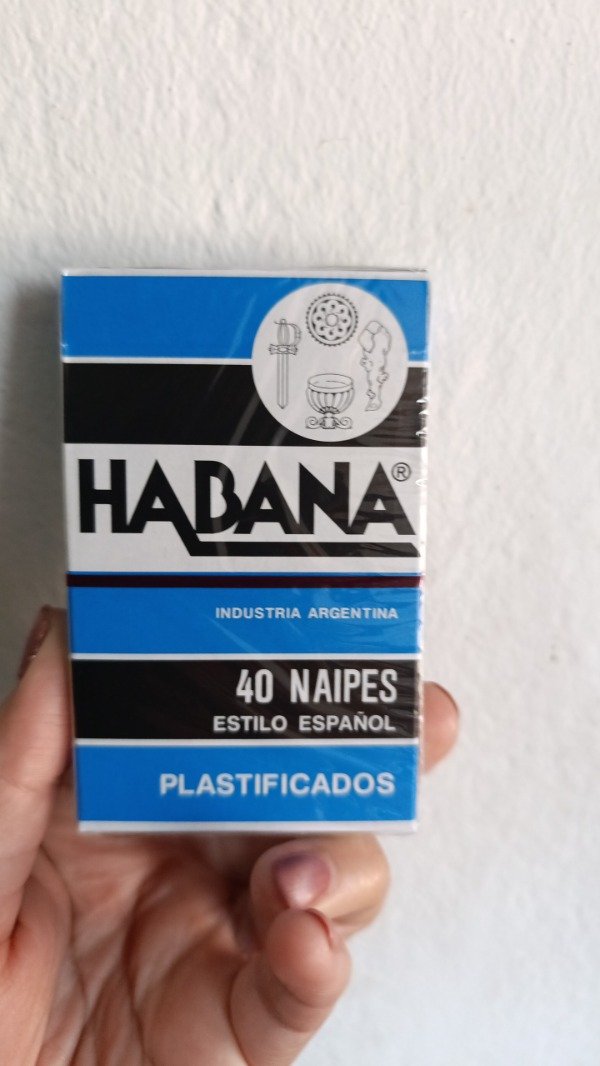 HABANA®
INDUSTRIA ARGENTINA
40 NAIPES
ESTILO ESPAÑOL
PLASTIFICADOS